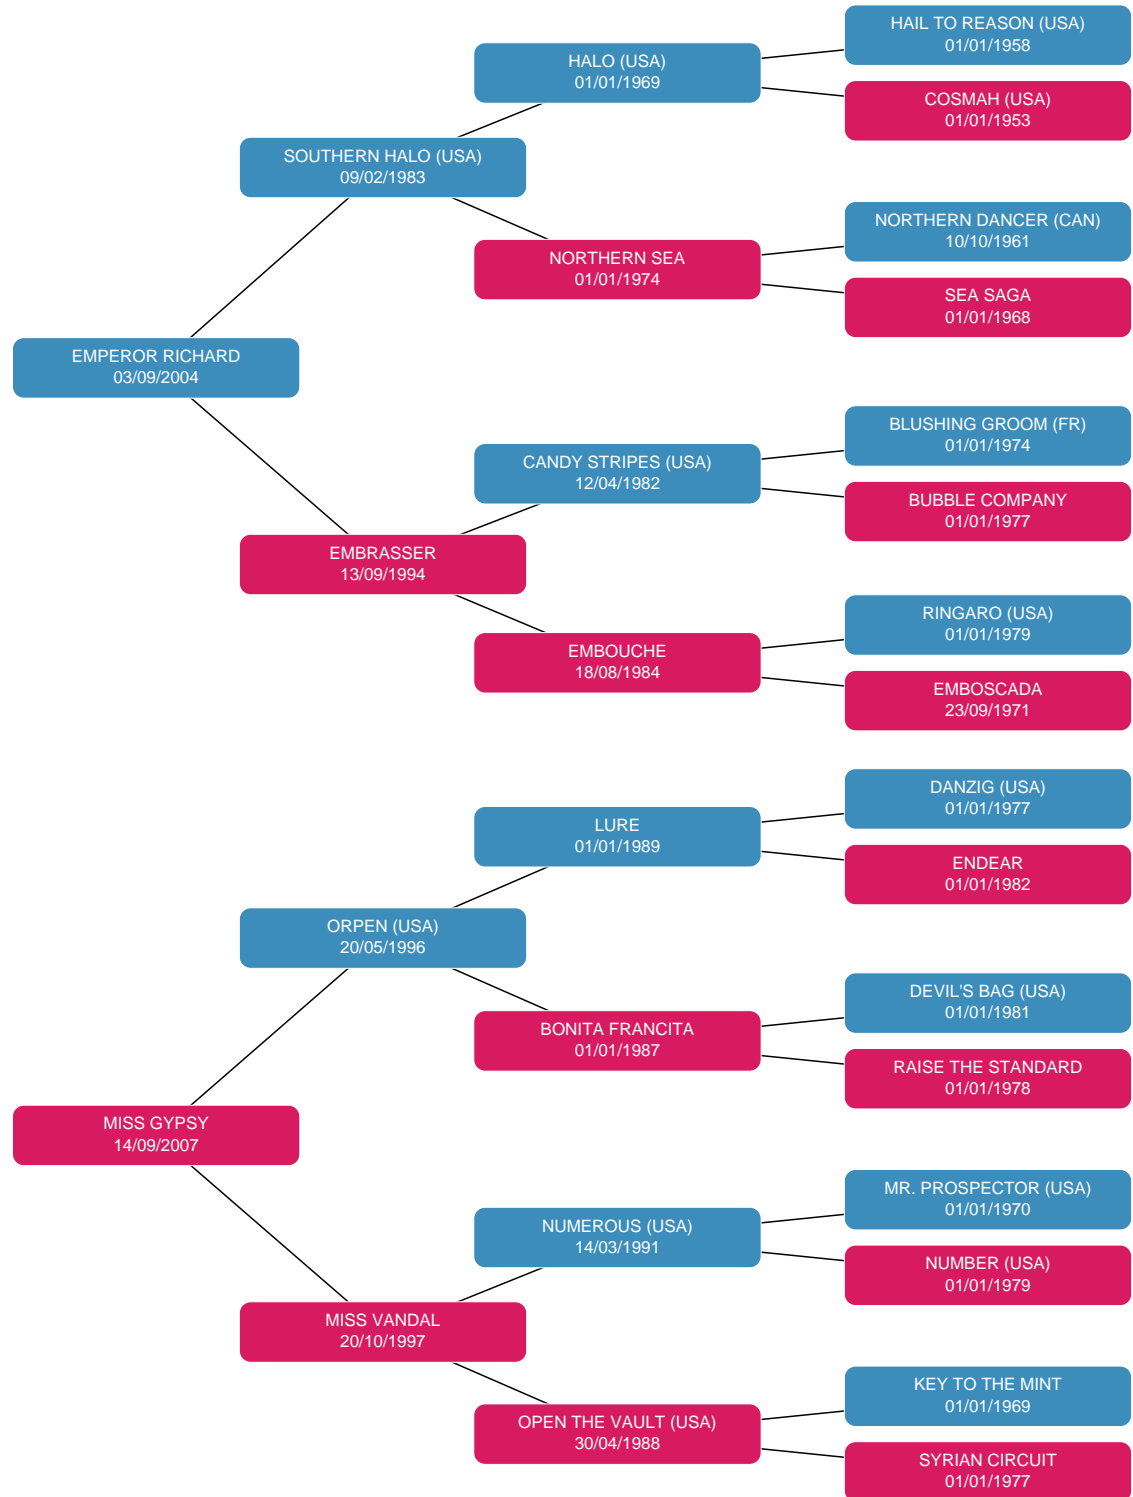 HAIL TO REASON (USA)
01/01/1958
HALO (USA)
01/01/1969
COSMAH (USA)
01/01/1953
SOUTHERN HALO (USA)
09/02/1983
NORTHERN DANCER (CAN)
10/10/1961
NORTHERN SEA
01/01/1974
SEA SAGA
01/01/1968
EMPEROR RICHARD
03/09/2004
BLUSHING GROOM (FR)
01/01/1974
CANDY STRIPES (USA)
12/04/1982
BUBBLE COMPANY
01/01/1977
EMBRASSER
13/09/1994
RINGARO (USA)
01/01/1979
EMBOUCHE
18/08/1984
EMBOSCADA
23/09/1971
DANZIG (USA)
01/01/1977
LURE
01/01/1989
ENDEAR
01/01/1982
ORPEN (USA)
20/05/1996
DEVIL'S BAG (USA)
01/01/1981
BONITA FRANCITA
01/01/1987
RAISE THE STANDARD
01/01/1978
MISS GYPSY
14/09/2007
MR. PROSPECTOR (USA)
01/01/1970
NUMEROUS (USA)
14/03/1991
NUMBER (USA)
01/01/1979
MISS VANDAL
20/10/1997
KEY TO THE MINT
01/01/1969
OPEN THE VAULT (USA)
30/04/1988
SYRIAN CIRCUIT
01/01/1977